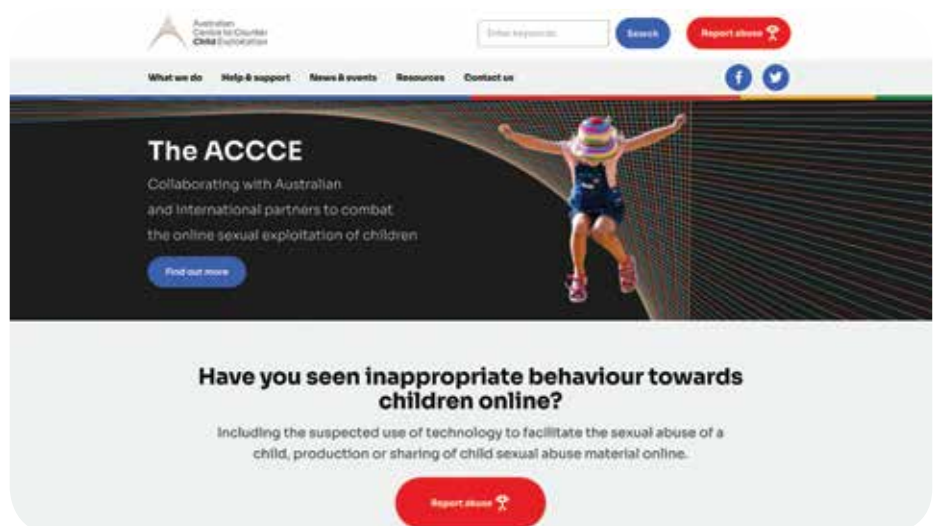 Australian
Centre to Counter
Child Exploitation
Enter keywords
Search
Report abuse
What we do
Help & support
News & events
Resources
Contact us
The ACCCE
Collaborating with Australian
and international partners to combat
the online sexual exploitation of children
Find out more
Have you seen inappropriate behaviour towards
children online?
Including the suspected use of technology to facilitate the sexual abuse of a
child, production or sharing of child sexual abuse material online.
Report abuse